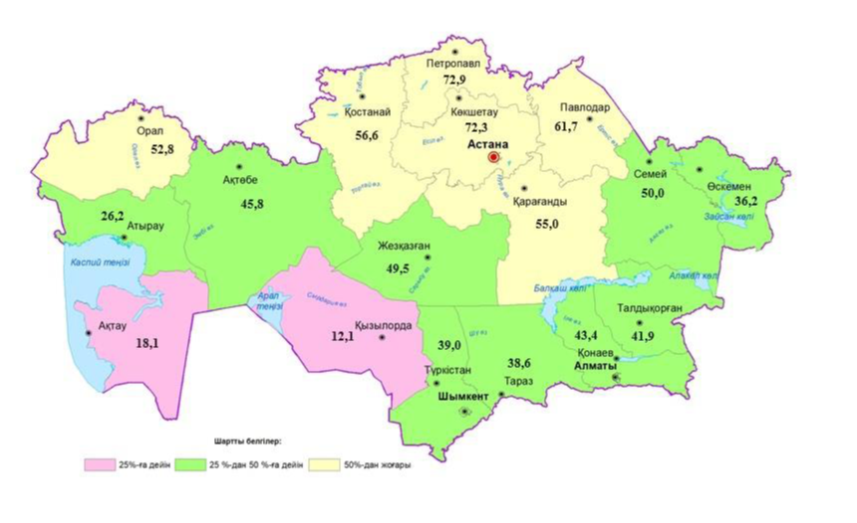 Петропавл
72,9
Қостанай
56,6
Көкшетау
72,3
Астана
Павлодар
61,7
Орал
52,8
Ақтөбе
45,8
Семей
50,0
Өскемен
36,2
Зайсан көлі
Қарағанды
55,0
26,2
Атырау
Жезқазған
49,5
Каспий теңізі
Арал
теңізі
Балқаш көлі
Алакөл көлі
Ақтау
18,1
12,1
Қызылорда
39,0
Түркістан
Шымкент
38,6
Тараз
43,4
Қонаев
Алматы
Талдықорған
41,9
Шартты белгілер:
25%-ға дейін
25 %-дан 50 %-ға дейін
50%-дан жоғары